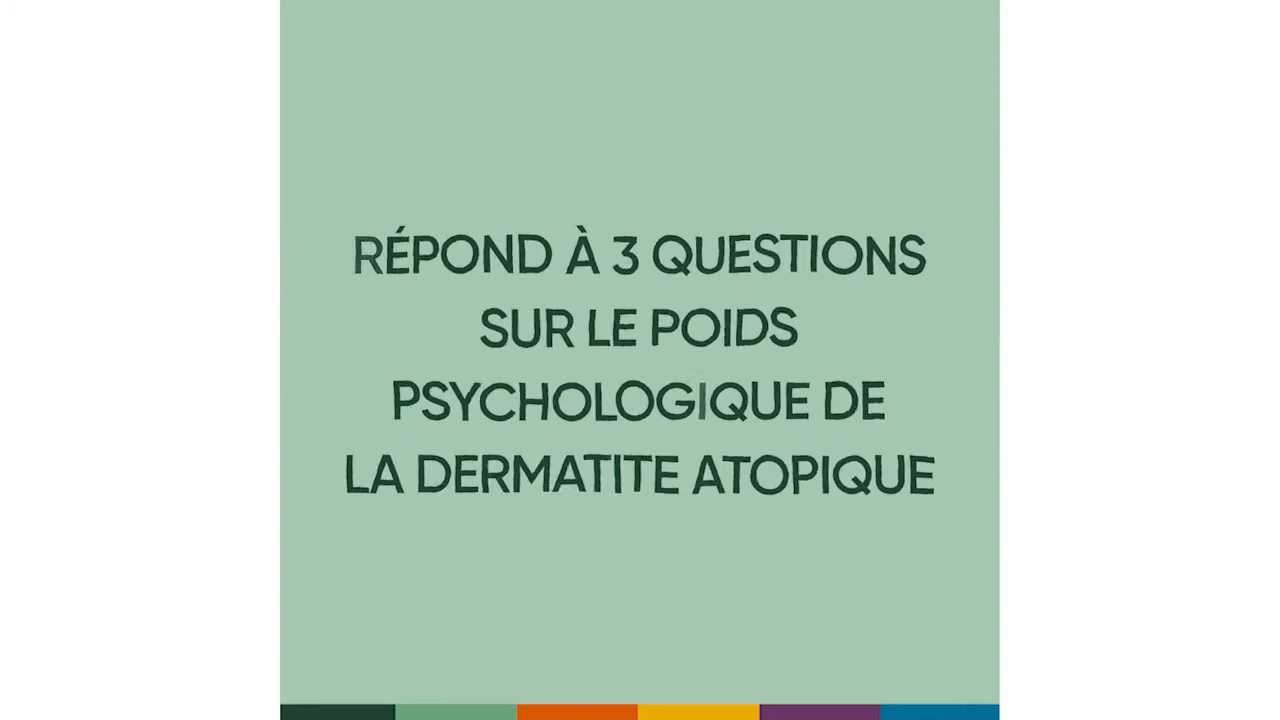 RÉPOND À 3 QUESTIONS
SUR LE POIDS
PSYCHOLOGIQUE DE
LA DERMATITE ATOPIQUE